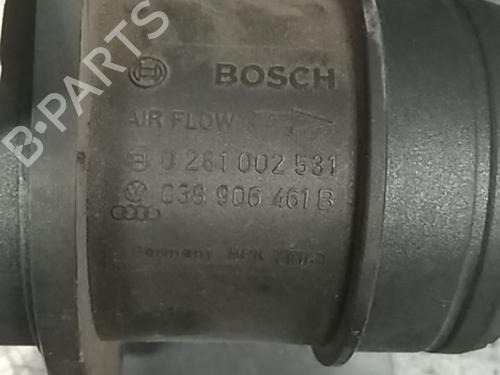 BOSCH
AIR FLOW
0 281 002 531
038 906 461 B
Germany
B-PARTS